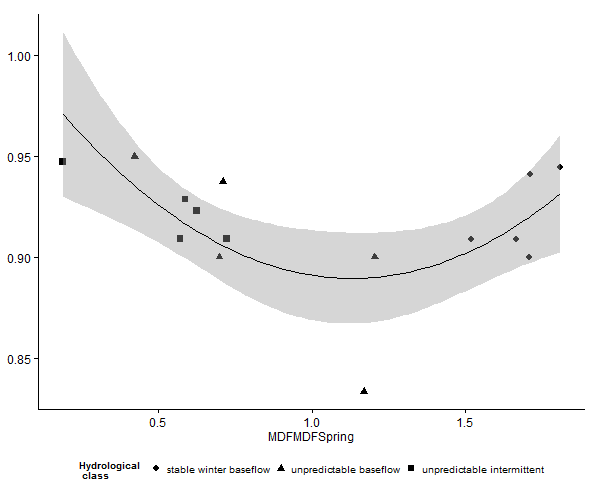 1.00
0.95
0.90
0.85
0.5
1.0
1.5
MDFMDFSpring
Hydrological
class
stable winter baseflow
unpredictable baseflow
unpredictable intermittent